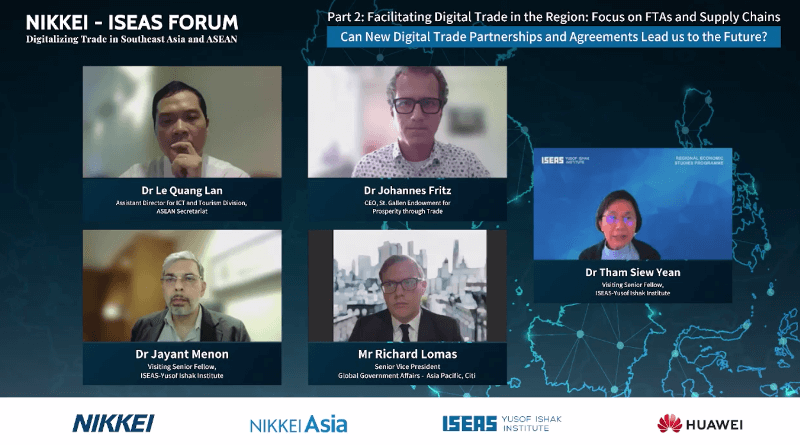 NIKKEI – ISEAS FORUM
Digitalizing Trade in Southeast Asia and ASEAN
Part 2: Facilitating Digital Trade in the Region: Focus on FTAs and Supply Chains
Can New Digital Trade Partnerships and Agreements Lead us to the Future?
Dr Le Quang Lan
Assistant Director for ICT and Tourism Division,
ASEAN Secretariat
Dr Johannes Fritz
CEO, St. Gallen Endowment for
Prosperity through Trade
ISEAS YUSOF ISHAK
INSTITUTE
REGIONAL ECONOMIC
STUDIES PROGRAMME
Dr Tham Siew Yean
Visiting Senior Fellow,
ISEAS-Yusof Ishak Institute
Dr Jayant Menon
Visiting Senior Fellow,
ISEAS-Yusof Ishak Institute
Mr Richard Lomas
Senior Vice President
Global Government Affairs – Asia Pacific, Citi
NIKKEI
NIKKEI Asia
ISEAS YUSOF ISHAK
INSTITUTE
HUAWEI